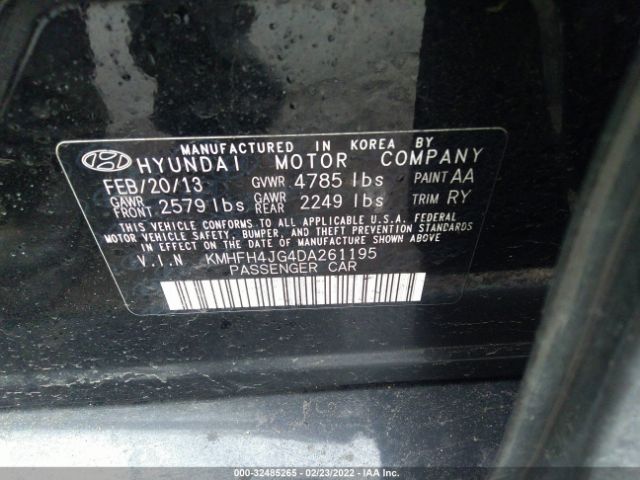 MANUFACTURED IN KOREA BY
HYUNDAI MOTOR COMPANY
FEB/20/13 GVWR 4785 lbs PAINT AA
GAWR FRONT 2579 lbs GAWR REAR 2249 lbs TRIM RY
THIS VEHICLE CONFORMS TO ALL APPLICABLE U.S.A. FEDERAL
MOTOR VEHICLE SAFETY, BUMPER, AND THEFT PREVENTION STANDARDS
IN EFFECT ON THE DATE OF MANUFACTURE SHOWN ABOVE.
V.I.N KMHFH4JG4DA261195
PASSENGER CAR
000-32485265 - 02/23/2022 - IAA Inc.